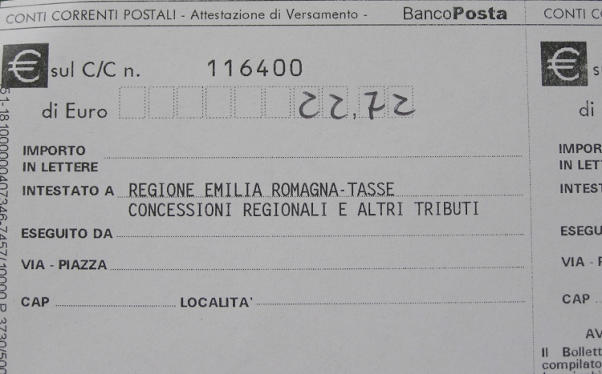 CONTI CORRENTI POSTALI - Attestazione di Versamento - BancoPosta
€ sul C/C n. 116400
di Euro 22,72
IMPORTO
IN LETTERE
INTESTATO A REGIONE EMILIA ROMAGNA-TASSE
CONCESSIONI REGIONALI E ALTRI TRIBUTI
ESEGUITO DA
VIA - PIAZZA
CAP LOCALITA'
CONTI
€
di
IMPOR
IN LETT
INTEST
ESEGU
VIA -
CAP
AV
Il Bollett
compilato